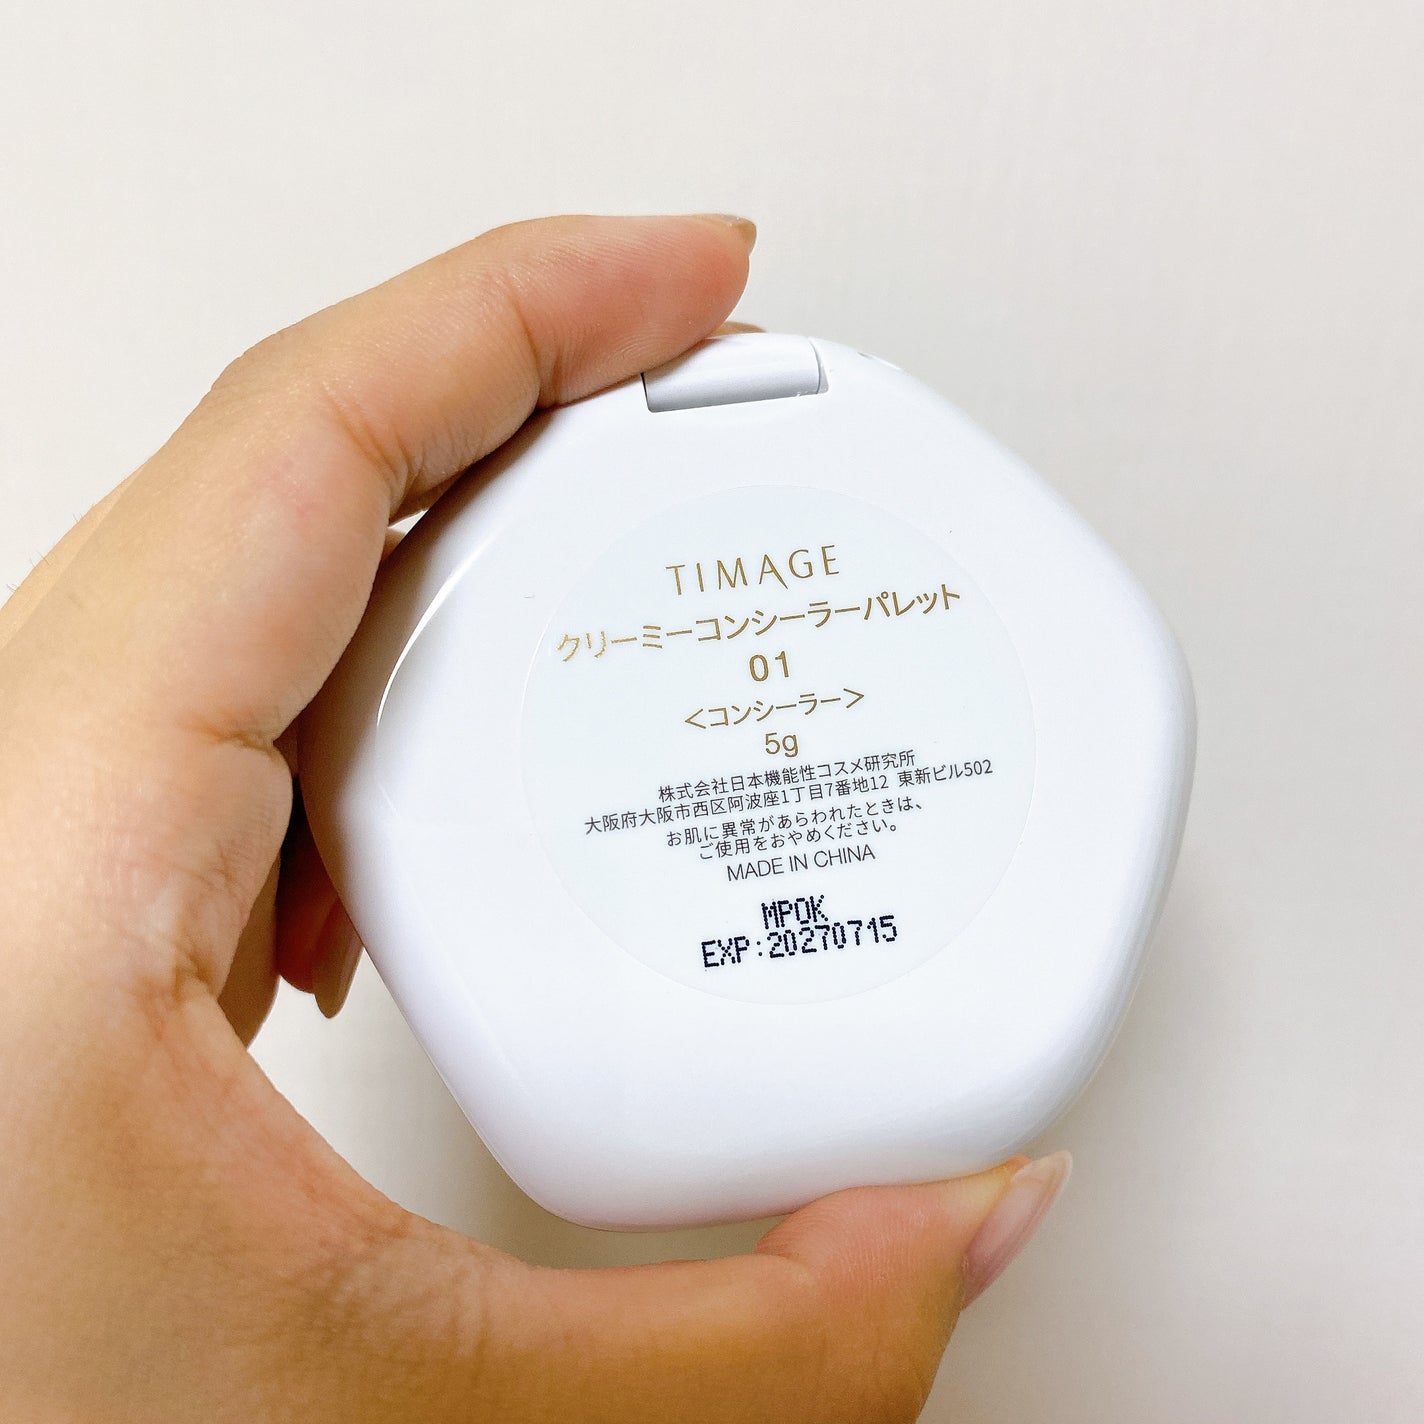 TIMAGE
クリーミーコンシーラーパレット
01
<コンシーラー>
5g
株式会社日本機能性コスメ研究所
大阪府大阪市西区阿波座1丁目7番地12 東新ビル502
お肌に異常があらわれたときは、
ご使用をおやめください。
MADE IN CHINA
MP0K
EXP:20270715